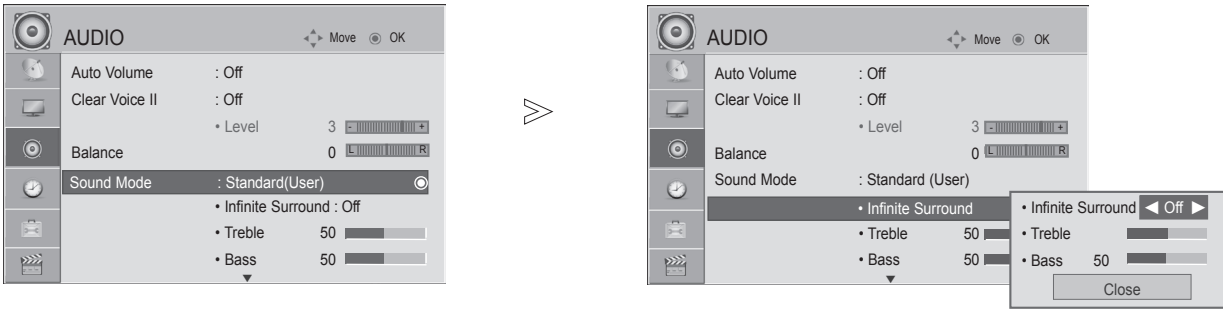 AUDIO Move OK
Auto Volume : Off
Clear Voice II : Off
• Level 3 - +
Balance 0 L R
Sound Mode : Standard(User)
• Infinite Surround : Off
• Treble 50
• Bass 50
AUDIO Move OK
Auto Volume : Off
Clear Voice II : Off
• Level 3 - +
Balance 0 L R
Sound Mode : Standard (User)
• Infinite Surround
• Treble 50
• Bass 50
• Infinite Surround ◀ Off ▶
• Treble
• Bass 50
Close